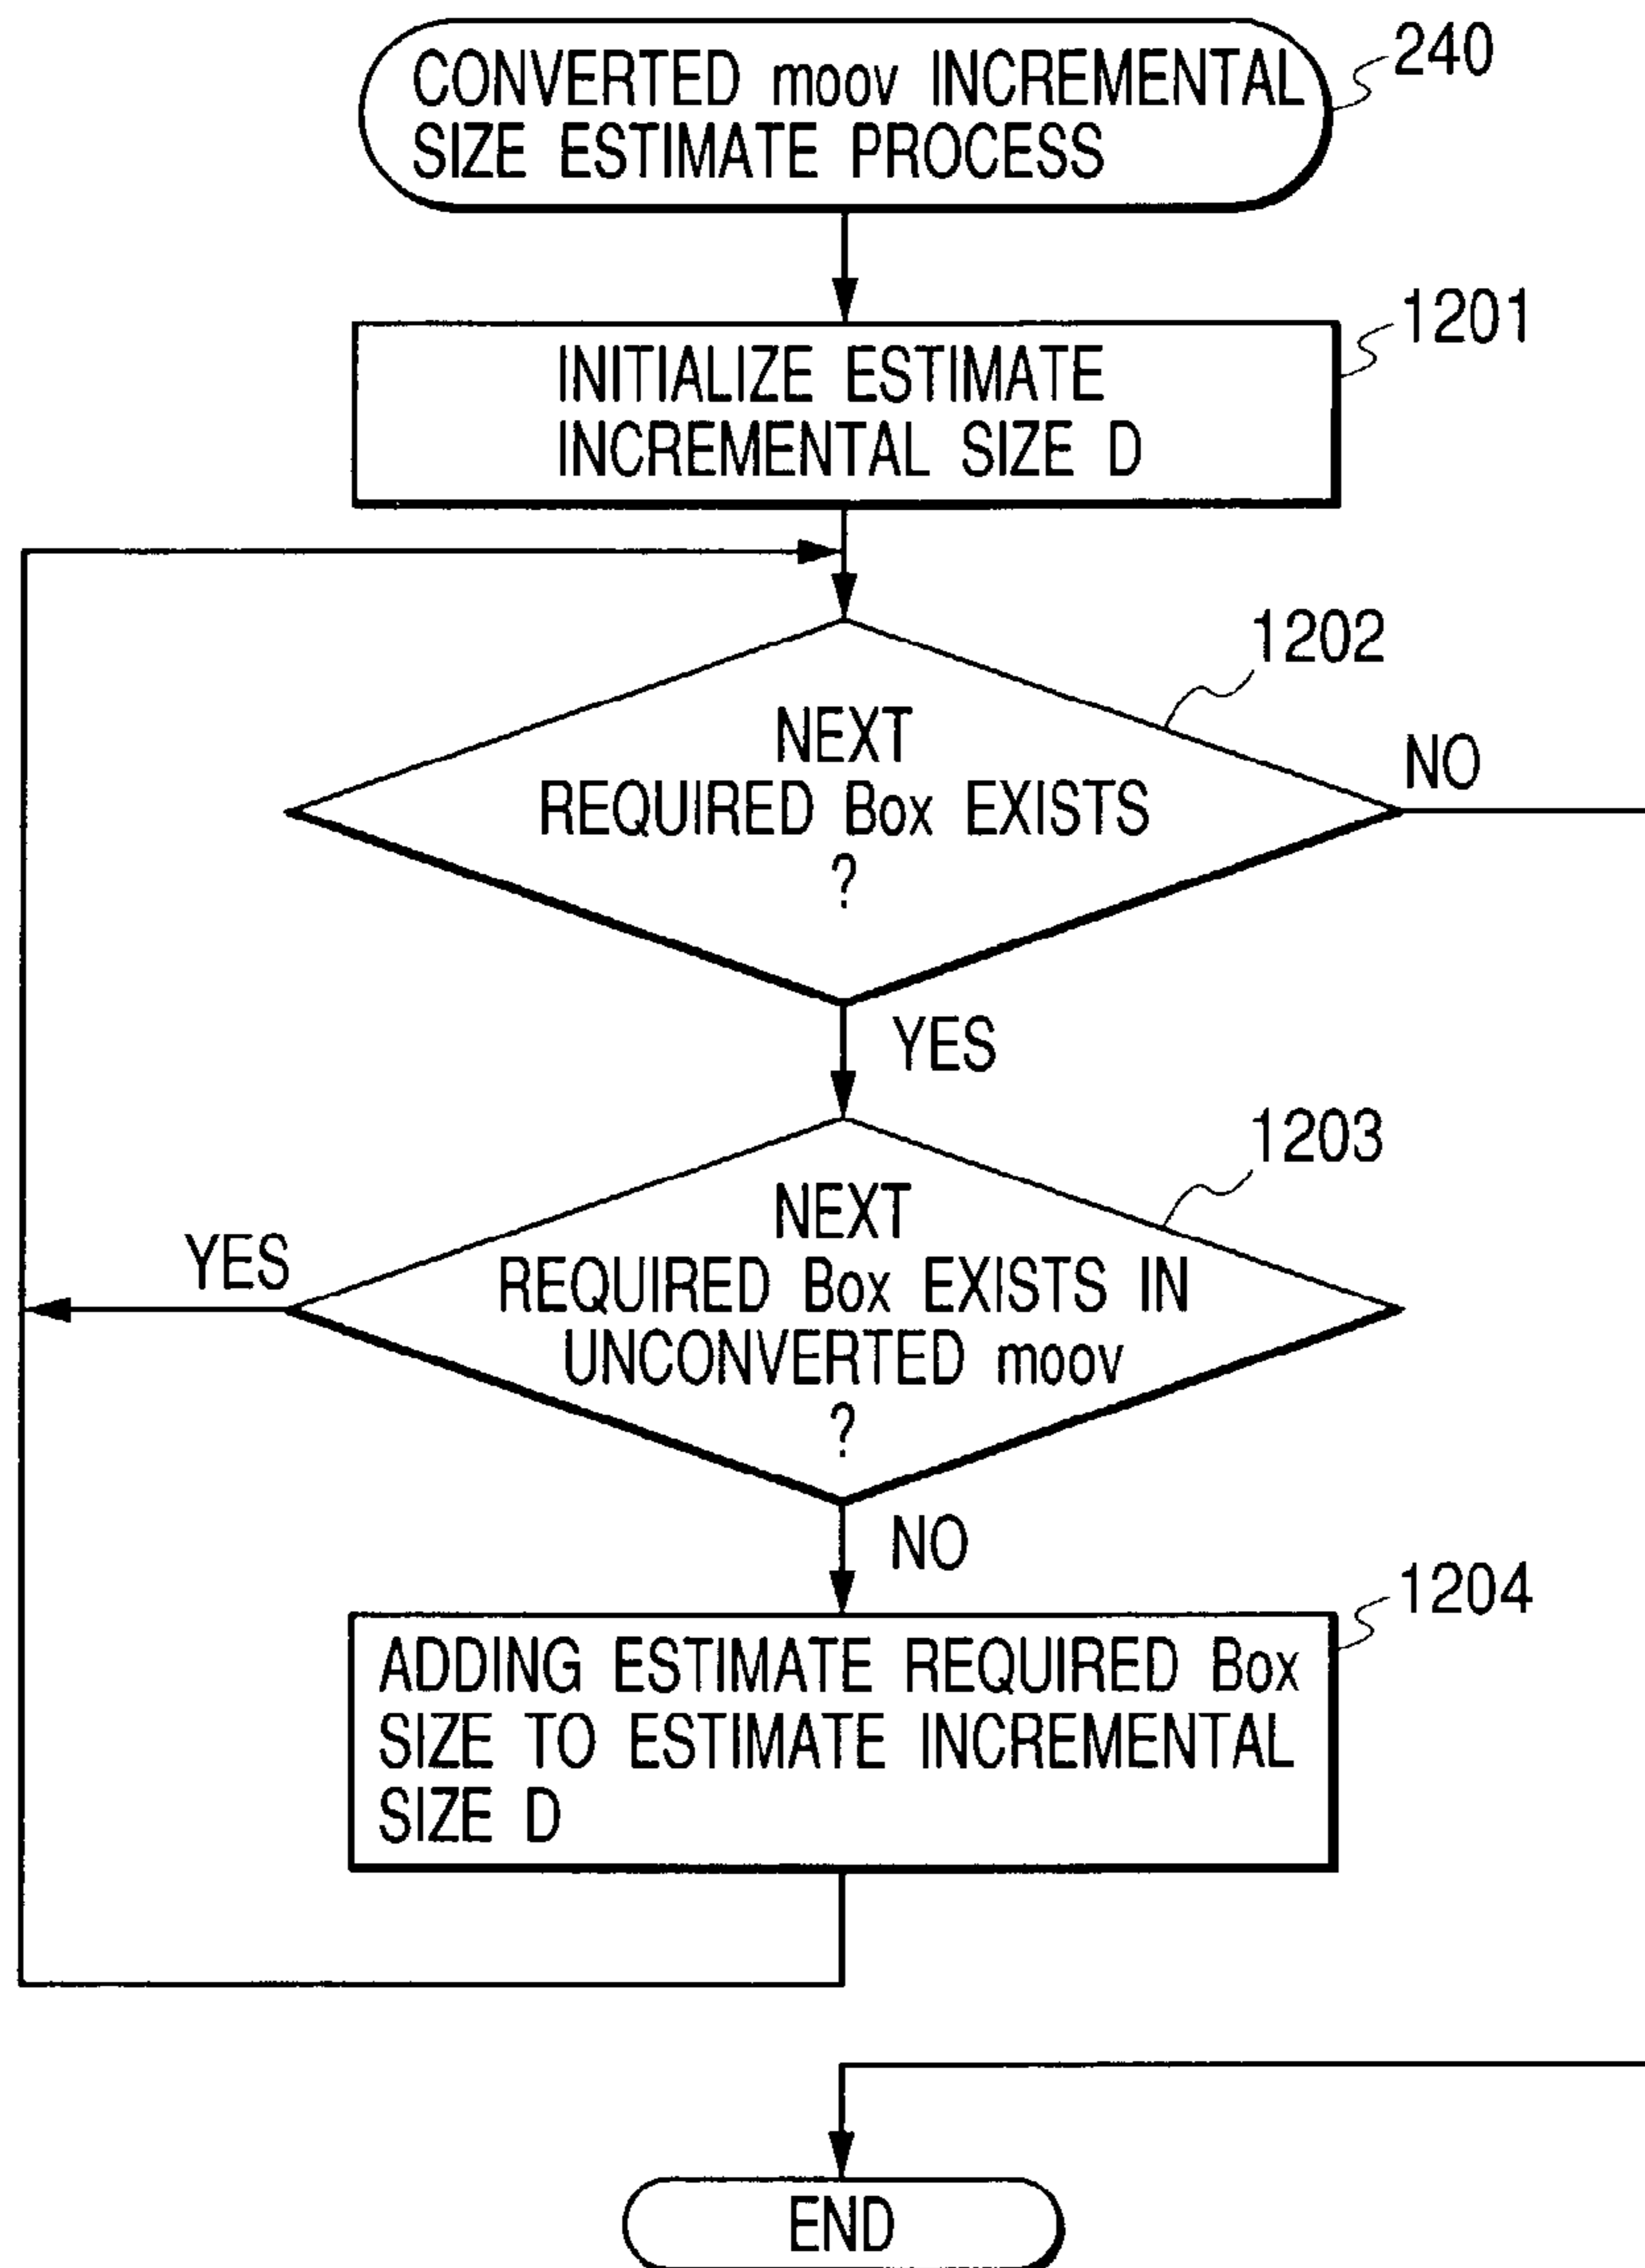 CONVERTED moov INCREMENTAL
SIZE ESTIMATE PROCESS
240
INITIALIZE ESTIMATE
INCREMENTAL SIZE D
1201
NEXT
REQUIRED Box EXISTS
?
1202
NO
YES
NEXT
REQUIRED Box EXISTS IN
UNCONVERTED moov
?
1203
YES
NO
ADDING ESTIMATE REQUIRED Box
SIZE TO ESTIMATE INCREMENTAL
SIZE D
1204
END